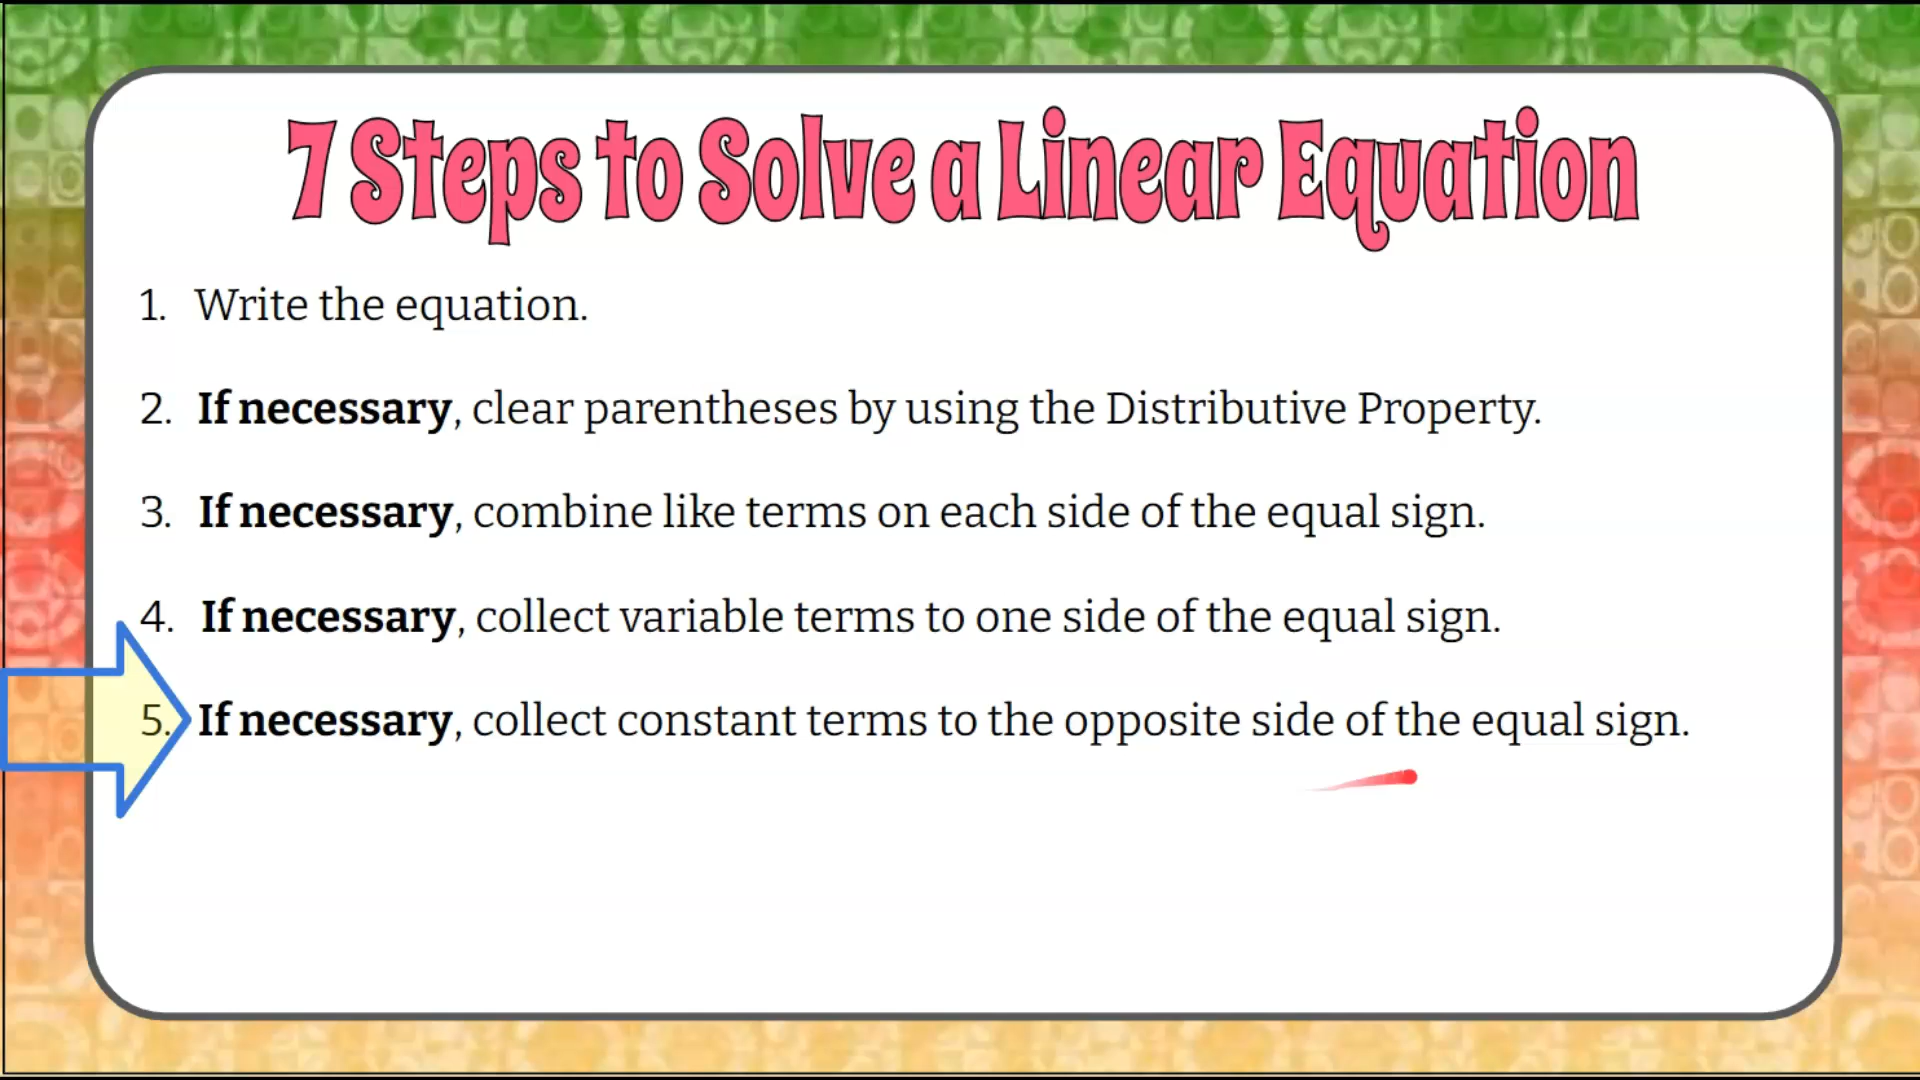 7 Steps to Solve a Linear Equation
1. Write the equation.
2. If necessary, clear parentheses by using the Distributive Property.
3. If necessary, combine like terms on each side of the equal sign.
4. If necessary, collect variable terms to one side of the equal sign.
5. If necessary, collect constant terms to the opposite side of the equal sign.